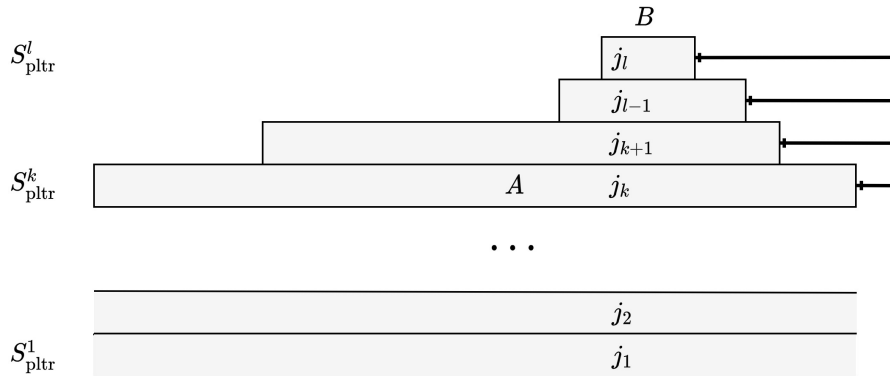 B
S^l_pltr j_l
j_{l−1}
j_{k+1}
S^k_pltr A j_k
...
j_2
S^1_pltr j_1